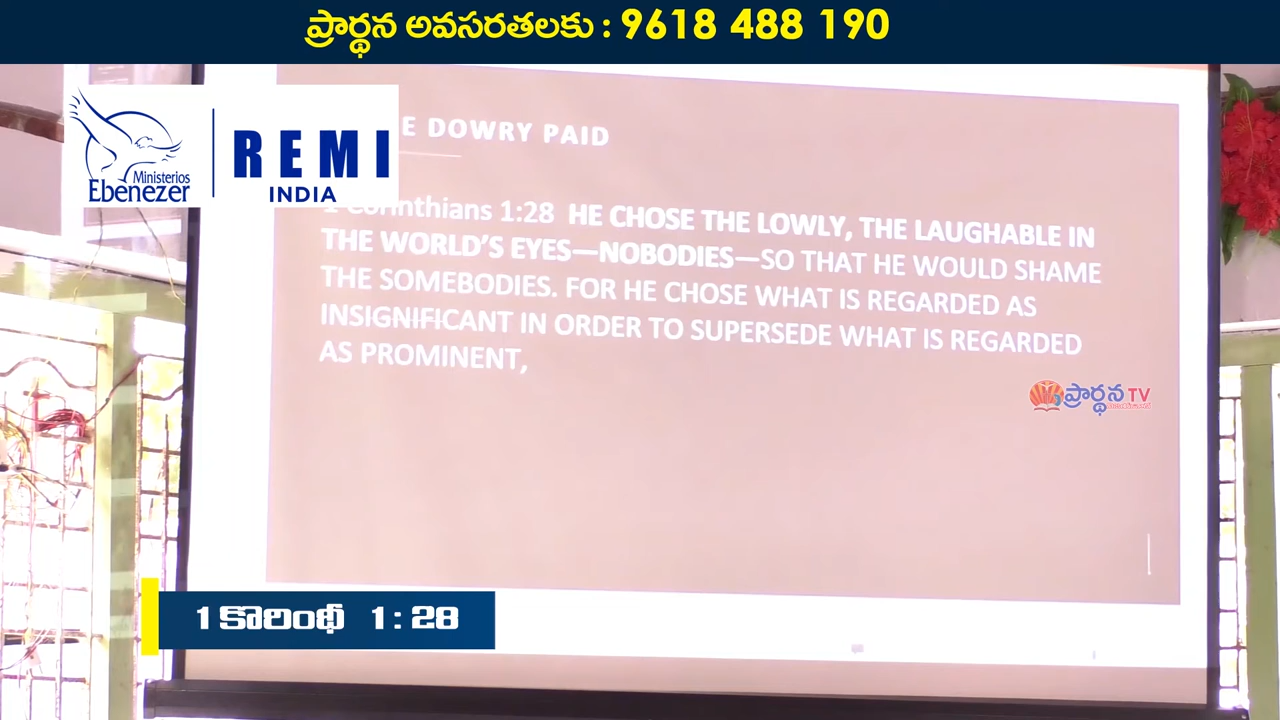 ప్రార్థన అవసరతలకు : 9618 488 190
Ministerios
Ebenezer
REMI
INDIA
E DOWRY PAID
1 Corinthians 1:28 HE CHOSE THE LOWLY, THE LAUGHABLE IN
THE WORLD'S EYES—NOBODIES—SO THAT HE WOULD SHAME
THE SOMEBODIES. FOR HE CHOSE WHAT IS REGARDED AS
INSIGNIFICANT IN ORDER TO SUPERSEDE WHAT IS REGARDED
AS PROMINENT,
ప్రార్థన TV
1 కొరింథీ 1 : 28